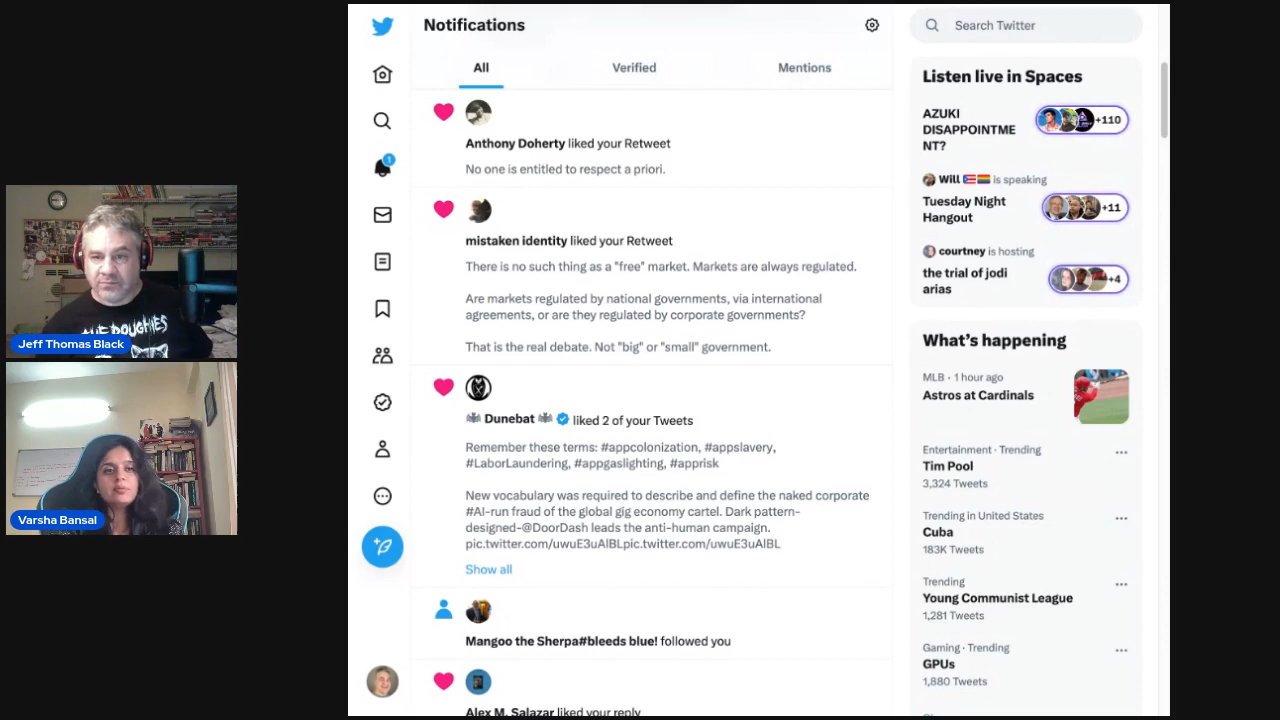 Notifications
All
Verified
Mentions
Anthony Doherty liked your Retweet
No one is entitled to respect a priori.
mistaken identity liked your Retweet
There is no such thing as a "free" market. Markets are always regulated.
Are markets regulated by national governments, via international
agreements, or are they regulated by corporate governments?
That is the real debate. Not "big" or "small" government.
Dunebat liked 2 of your Tweets
Remember these terms: #appcolonization, #appslavery,
#LaborLaundering, #appgaslighting, #apprisk
New vocabulary was required to describe and define the naked corporate
#AI-run fraud of the global gig economy cartel. Dark pattern-
designed-@DoorDash leads the anti-human campaign.
pic.twitter.com/uwuE3uAlBLpic.twitter.com/uwuE3uAlBL
Show all
Mangoo the Sherpa#bleeds blue! followed you
Alex M. Salazar liked your reply
1
Search Twitter
Listen live in Spaces
AZUKI
DISAPPOINTME
NT?
+110
Will is speaking
Tuesday Night
Hangout
+11
courtney is hosting
the trial of jodi
arias
+4
What's happening
MLB · 1 hour ago
Astros at Cardinals
Entertainment · Trending
Tim Pool
3,324 Tweets
Trending in United States
Cuba
183K Tweets
Trending
Young Communist League
1,281 Tweets
Gaming · Trending
GPUs
1,880 Tweets
THE DOUGHNES
Jeff Thomas Black
Varsha Bansal